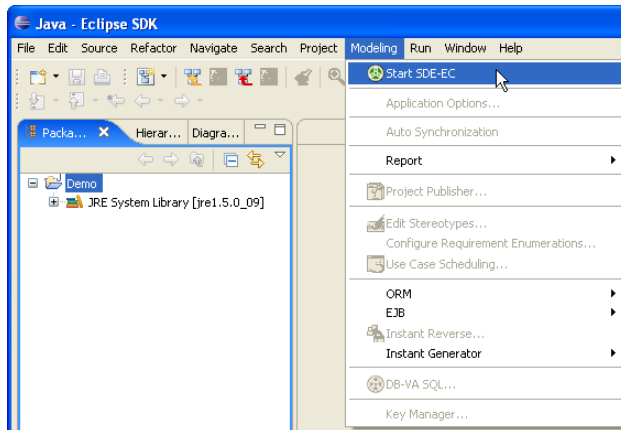 Java - Eclipse SDK
File Edit Source Refactor Navigate Search Project Modeling Run Window Help
Packa... Hierar... Diagra...
Demo
JRE System Library [jre1.5.0_09]
Start SDE-EC
Application Options...
Auto Synchronization
Report
Project Publisher...
Edit Stereotypes...
Configure Requirement Enumerations...
Use Case Scheduling...
ORM
EJB
Instant Reverse...
Instant Generator
DB-VA SQL...
Key Manager...